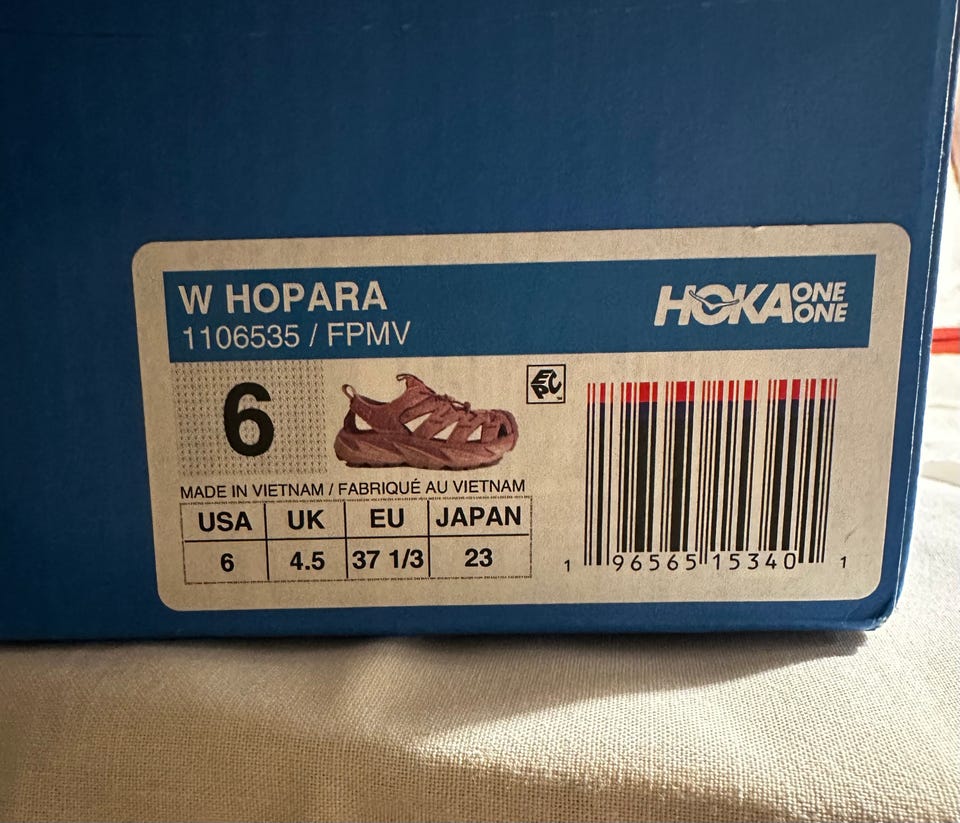 W HOPARA
1106535 / FPMV
HOKA ONE ONE
6
EPC
MADE IN VIETNAM / FABRIQUÉ AU VIETNAM
USA UK EU JAPAN
6 4.5 37 1/3 23
1 96565 15340 1